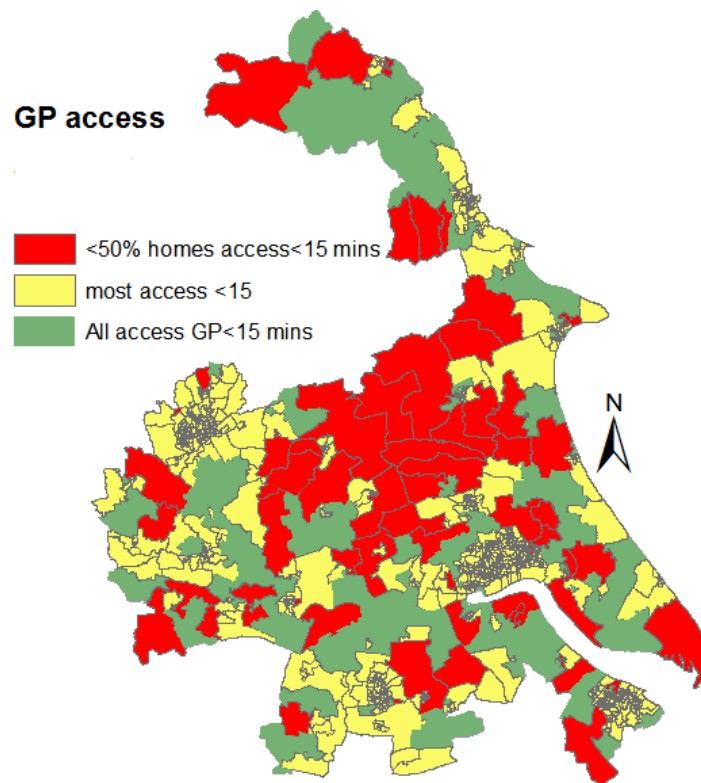 GP access
<50% homes access<15 mins
most access <15
All access GP<15 mins
N